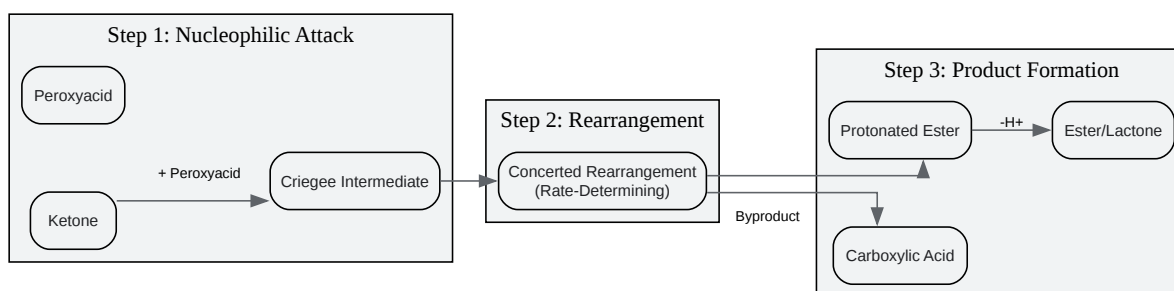 Step 1: Nucleophilic Attack
Peroxyacid
Ketone
+ Peroxyacid
Criegee Intermediate
Step 2: Rearrangement
Concerted Rearrangement
(Rate-Determining)
Byproduct
Step 3: Product Formation
Protonated Ester
-H+
Ester/Lactone
Carboxylic Acid